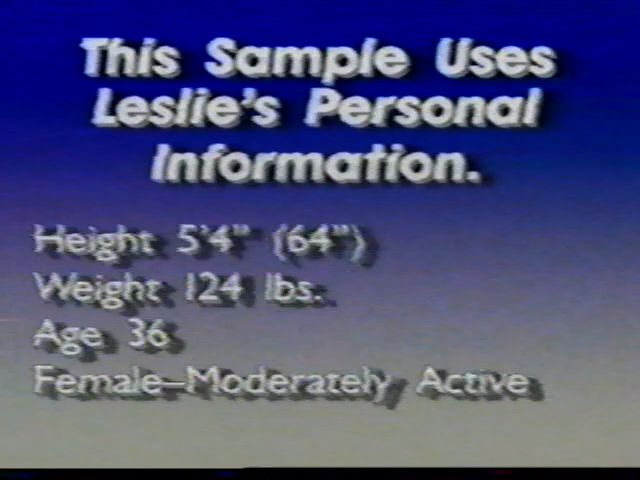 This Sample Uses
Leslie's Personal
Information.
Height 5'4" (64")
Weight 124 lbs.
Age 36
Female–Moderately Active